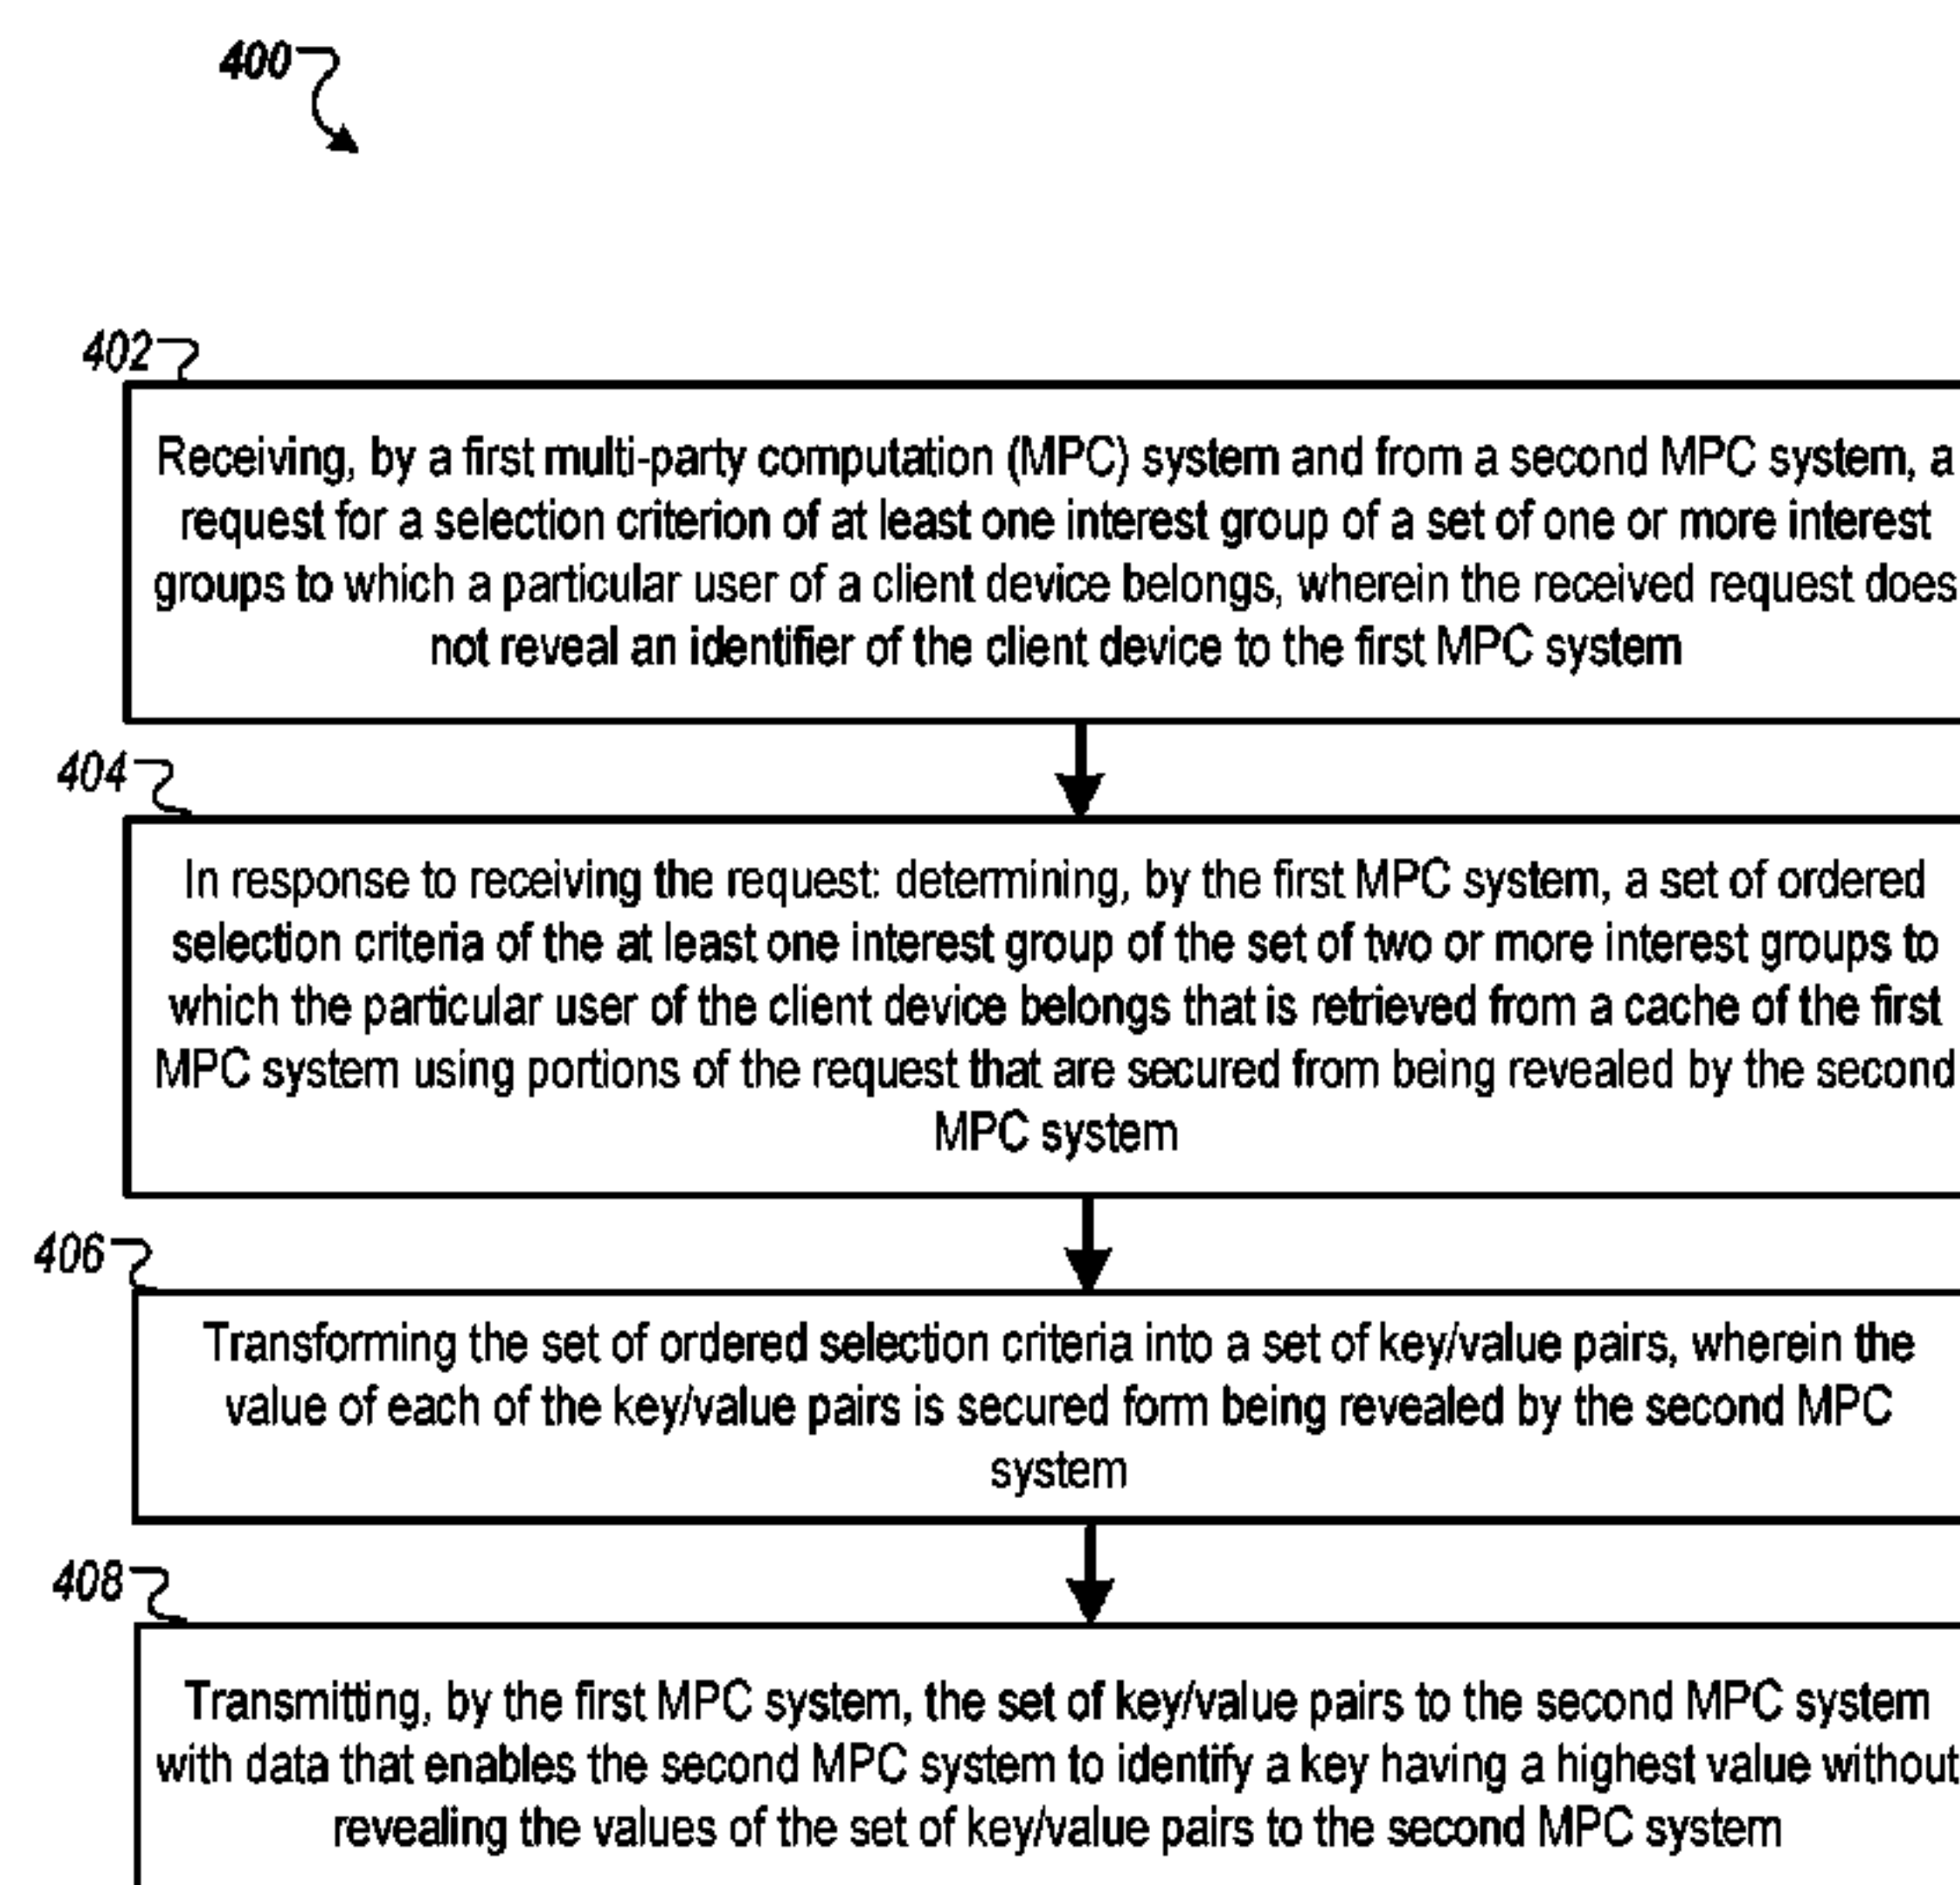 400
402
Receiving, by a first multi-party computation (MPC) system and from a second MPC system, a
request for a selection criterion of at least one interest group of a set of one or more interest
groups to which a particular user of a client device belongs, wherein the received request does
not reveal an identifier of the client device to the first MPC system
404
In response to receiving the request: determining, by the first MPC system, a set of ordered
selection criteria of the at least one interest group of the set of two or more interest groups to
which the particular user of the client device belongs that is retrieved from a cache of the first
MPC system using portions of the request that are secured from being revealed by the second
MPC system
406
Transforming the set of ordered selection criteria into a set of key/value pairs, wherein the
value of each of the key/value pairs is secured form being revealed by the second MPC
system
408
Transmitting, by the first MPC system, the set of key/value pairs to the second MPC system
with data that enables the second MPC system to identify a key having a highest value without
revealing the values of the set of key/value pairs to the second MPC system